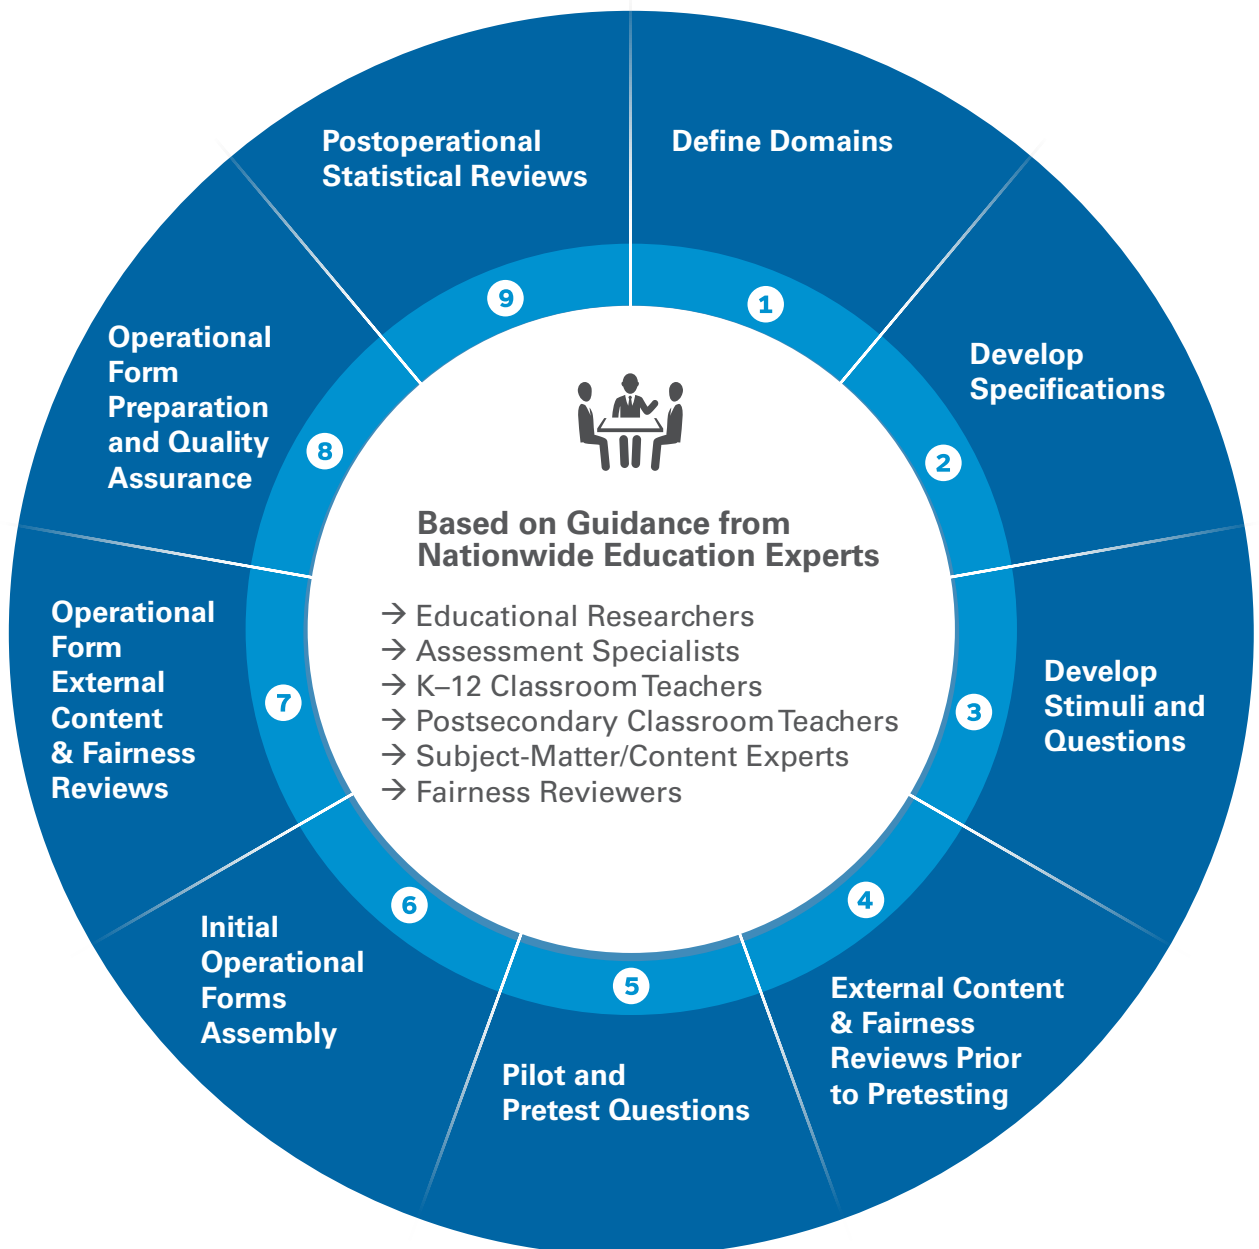 Define Domains
1
Develop
Specifications
2
Develop
Stimuli and
Questions
3
External Content
& Fairness
Reviews Prior
to Pretesting
4
Pilot and
Pretest Questions
5
Initial
Operational
Forms
Assembly
6
Operational
Form
External
Content
& Fairness
Reviews
7
Operational
Form
Preparation
and Quality
Assurance
8
Postoperational
Statistical Reviews
9
Based on Guidance from
Nationwide Education Experts
→ Educational Researchers
→ Assessment Specialists
→ K–12 Classroom Teachers
→ Postsecondary Classroom Teachers
→ Subject-Matter/Content Experts
→ Fairness Reviewers